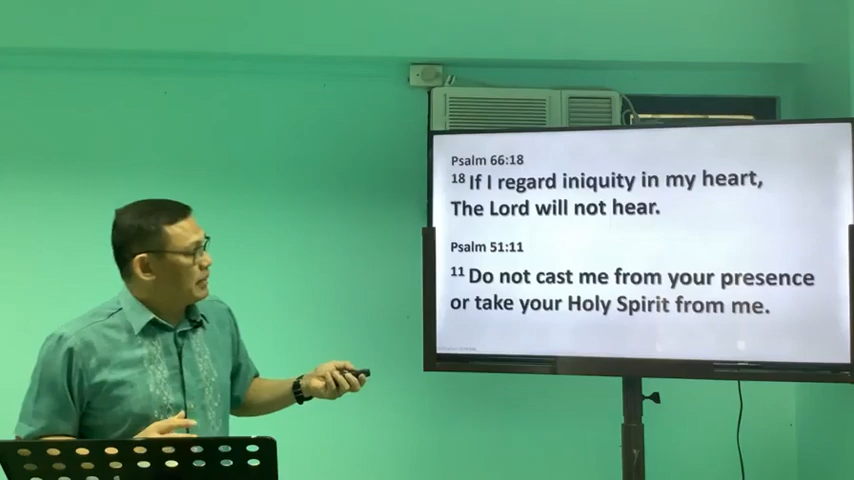 Psalm 66:18
18 If I regard iniquity in my heart,
The Lord will not hear.
Psalm 51:11
11 Do not cast me from your presence
or take your Holy Spirit from me.